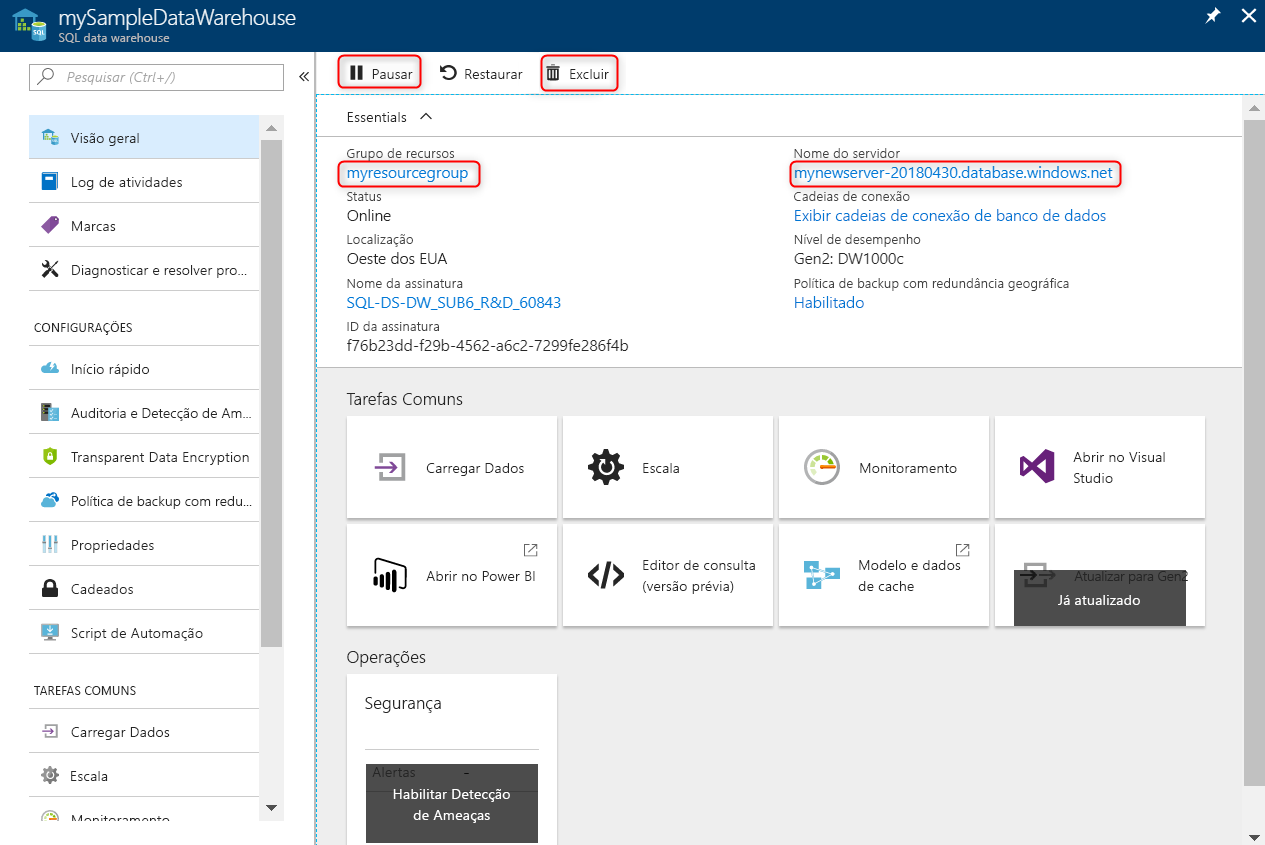 mySampleDataWarehouse
SQL data warehouse
Pesquisar (Ctrl+/)
«
Visão geral
Log de atividades
Marcas
Diagnosticar e resolver pro...
CONFIGURAÇÕES
Início rápido
Auditoria e Detecção de Am...
Transparent Data Encryption
Política de backup com redu...
Propriedades
Cadeados
Script de Automação
TAREFAS COMUNS
Carregar Dados
Escala
Monitoramento
Pausar
Restaurar
Excluir
Essentials
Grupo de recursos
myresourcegroup
Status
Online
Localização
Oeste dos EUA
Nome da assinatura
SQL-DS-DW_SUB6_R&D_60843
ID da assinatura
f76b23dd-f29b-4562-a6c2-7299fe286f4b
Nome do servidor
mynewserver-20180430.database.windows.net
Cadeias de conexão
Exibir cadeias de conexão de banco de dados
Nível de desempenho
Gen2: DW1000c
Política de backup com redundância geográfica
Habilitado
Tarefas Comuns
Carregar Dados
Escala
Monitoramento
Abrir no Visual
Studio
Abrir no Power BI
Editor de consulta
(versão prévia)
Modelo e dados
de cache
Atualizar para Gen2
Já atualizado
Operações
Segurança
Alertas -
Habilitar Detecção
de Ameaças